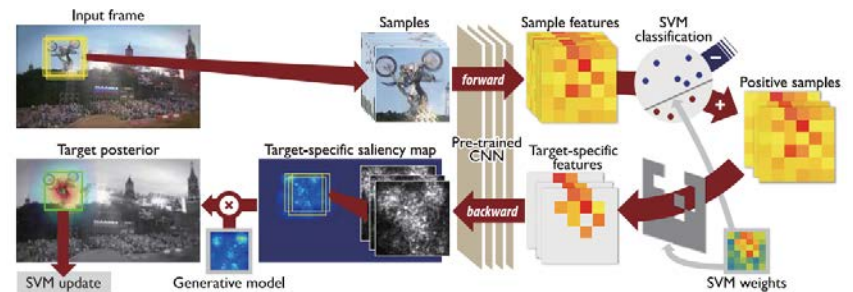 Input frame
Samples
Sample features
SVM
classification
forward
−
+
Positive samples
Pre-trained
CNN
Target posterior
Target-specific saliency map
Target-specific
features
backward
×
SVM update
Generative model
SVM weights